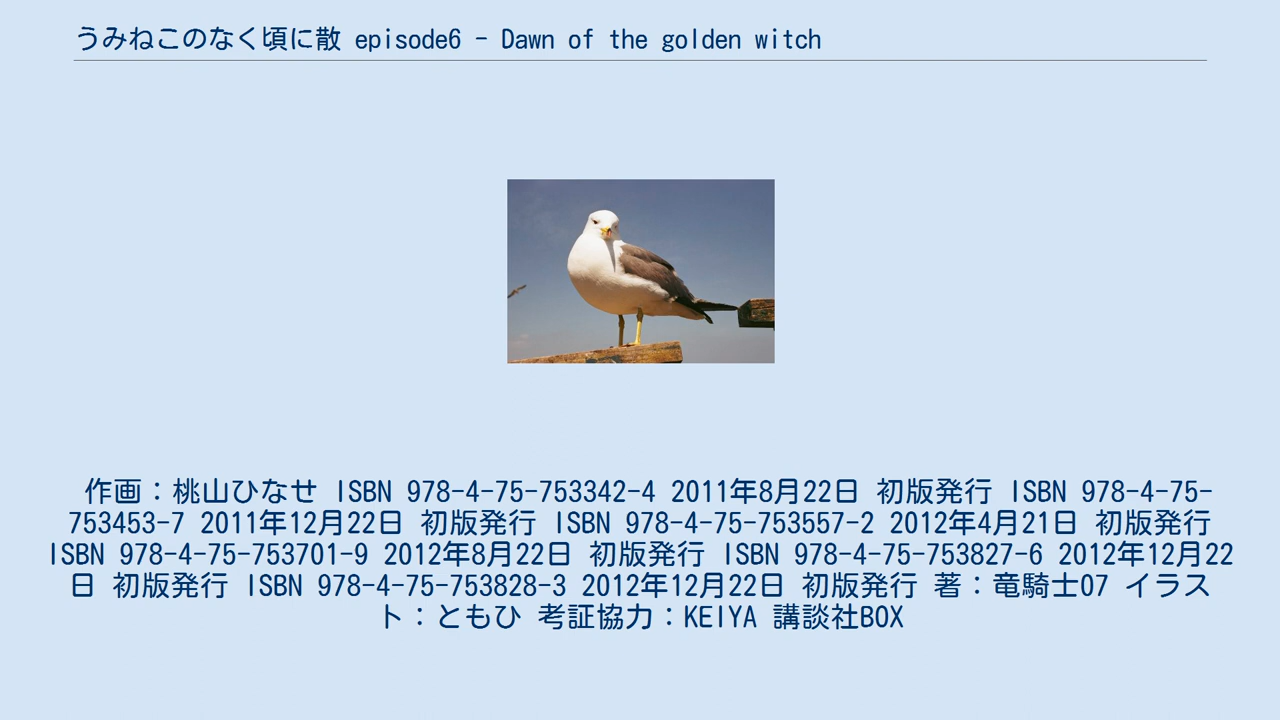 うみねこのなく頃に散 episode6 - Dawn of the golden witch
作画：桃山ひなせ ISBN 978-4-75-753342-4 2011年8月22日 初版発行 ISBN 978-4-75-
753453-7 2011年12月22日 初版発行 ISBN 978-4-75-753557-2 2012年4月21日 初版発行
ISBN 978-4-75-753701-9 2012年8月22日 初版発行 ISBN 978-4-75-753827-6 2012年12月22
日 初版発行 ISBN 978-4-75-753828-3 2012年12月22日 初版発行 著：竜騎士07 イラス
ト：ともひ 考証協力：KEIYA 講談社BOX